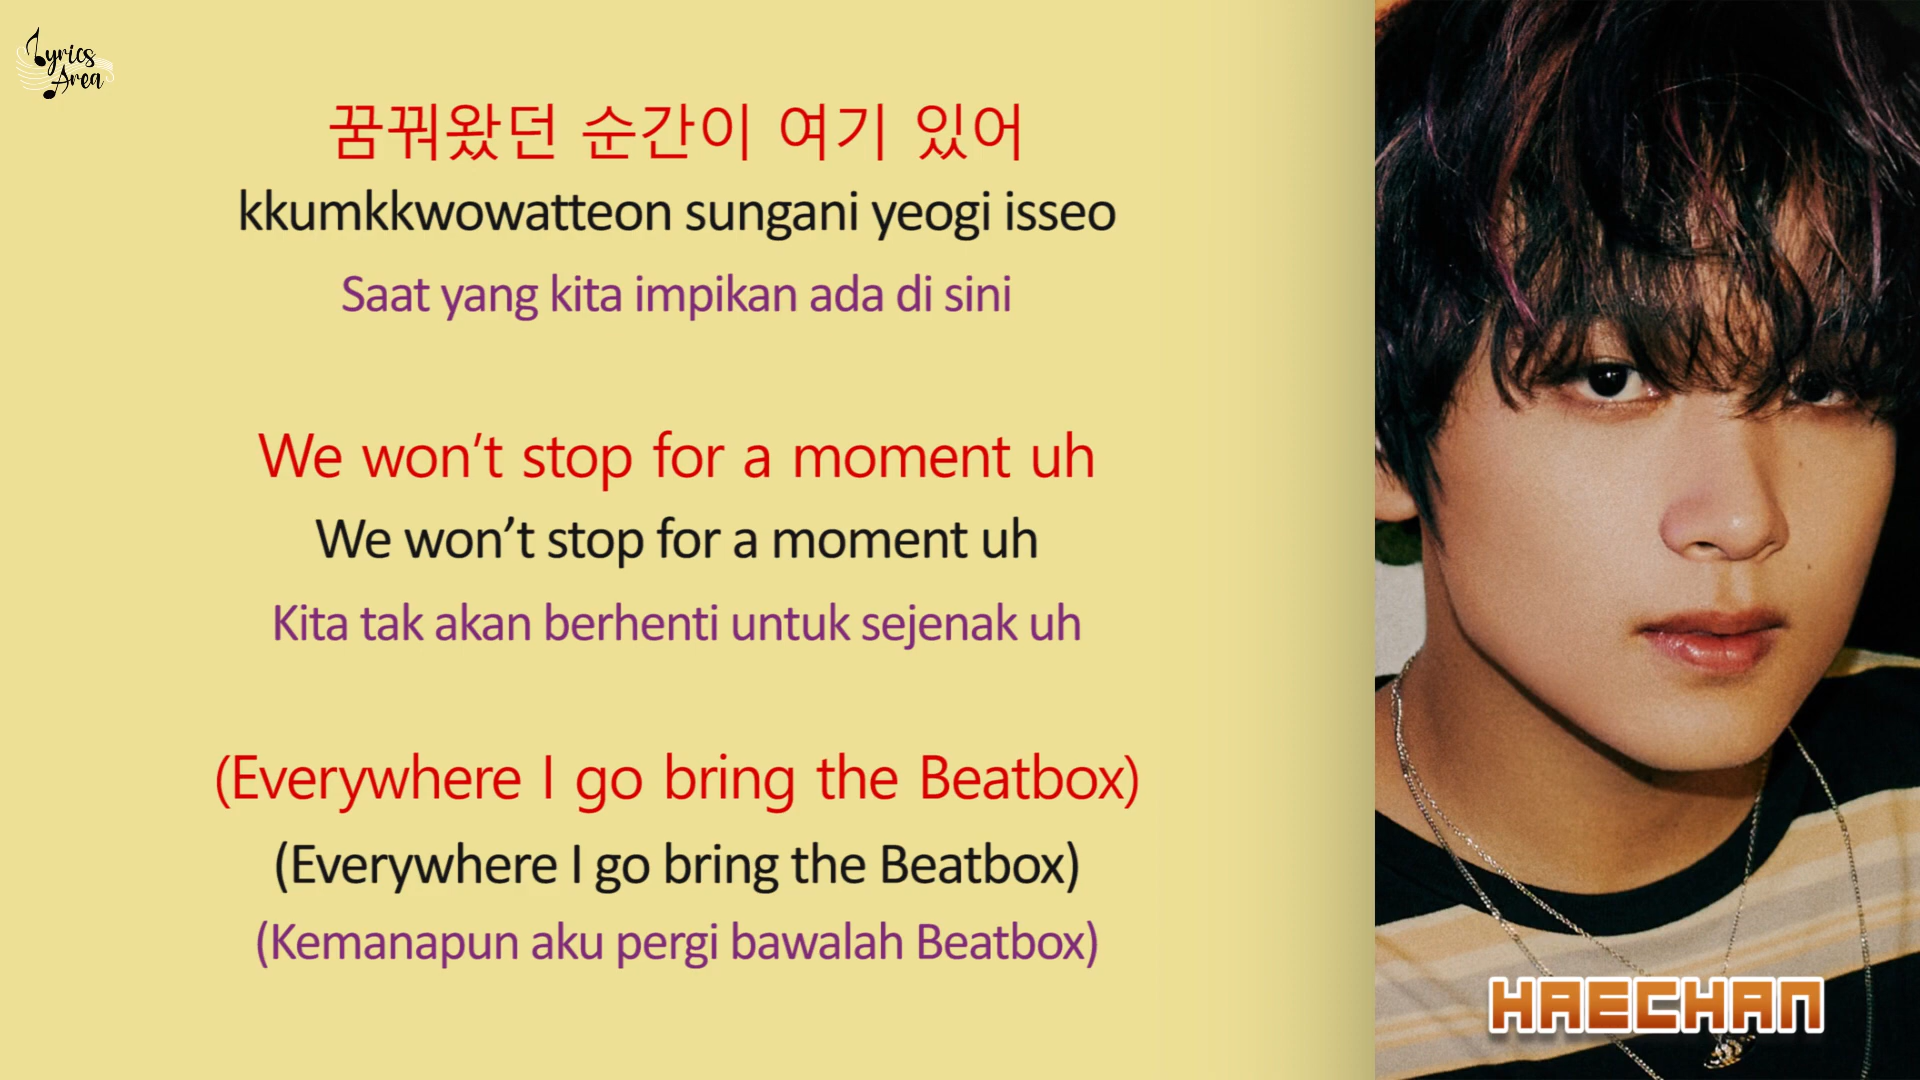 Lyrics
Area
꿈꿔왔던 순간이 여기 있어
kkumkkwowatteon sungani yeogi isseo
Saat yang kita impikan ada di sini
We won't stop for a moment uh
We won't stop for a moment uh
Kita tak akan berhenti untuk sejenak uh
(Everywhere I go bring the Beatbox)
(Everywhere I go bring the Beatbox)
(Kemanapun aku pergi bawalah Beatbox)
HAECHAN